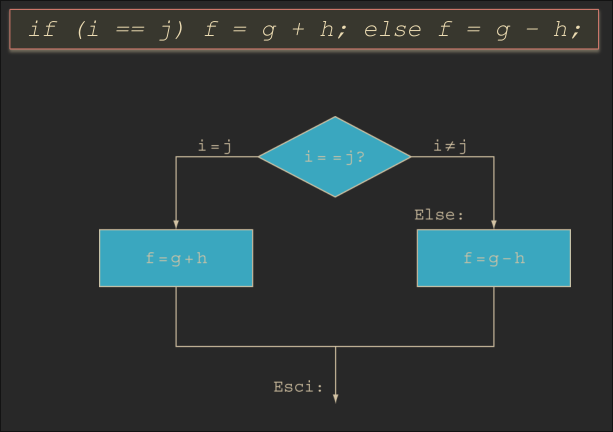 if (i == j) f = g + h; else f = g - h;
i = j
i = = j?
i ≠ j
Else:
f = g + h
f = g - h
Esci: